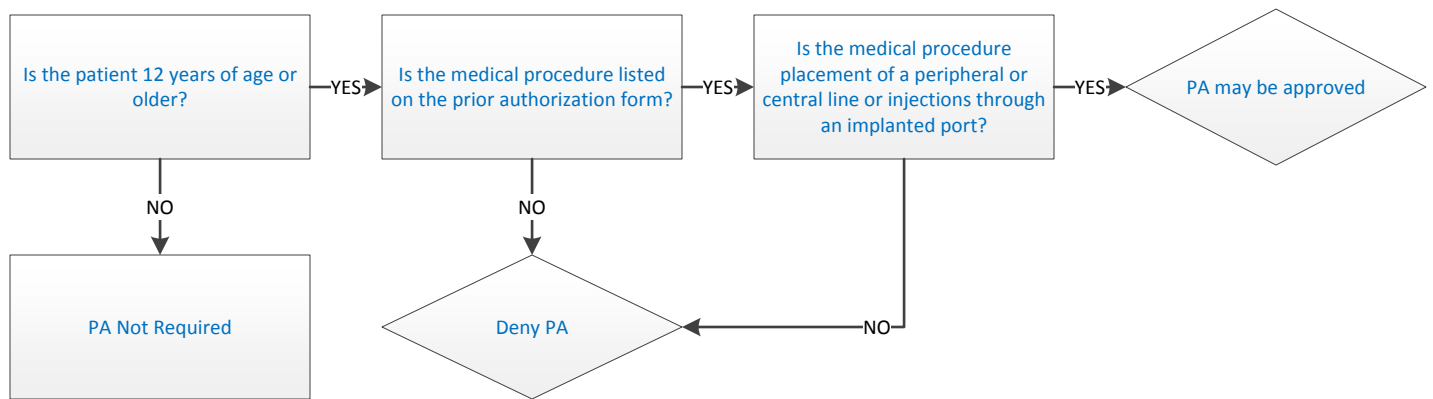 Is the patient 12 years of age or
older?
YES
Is the medical procedure listed
on the prior authorization form?
YES
Is the medical procedure
placement of a peripheral or
central line or injections through
an implanted port?
YES
PA may be approved
NO
NO
PA Not Required
Deny PA
NO